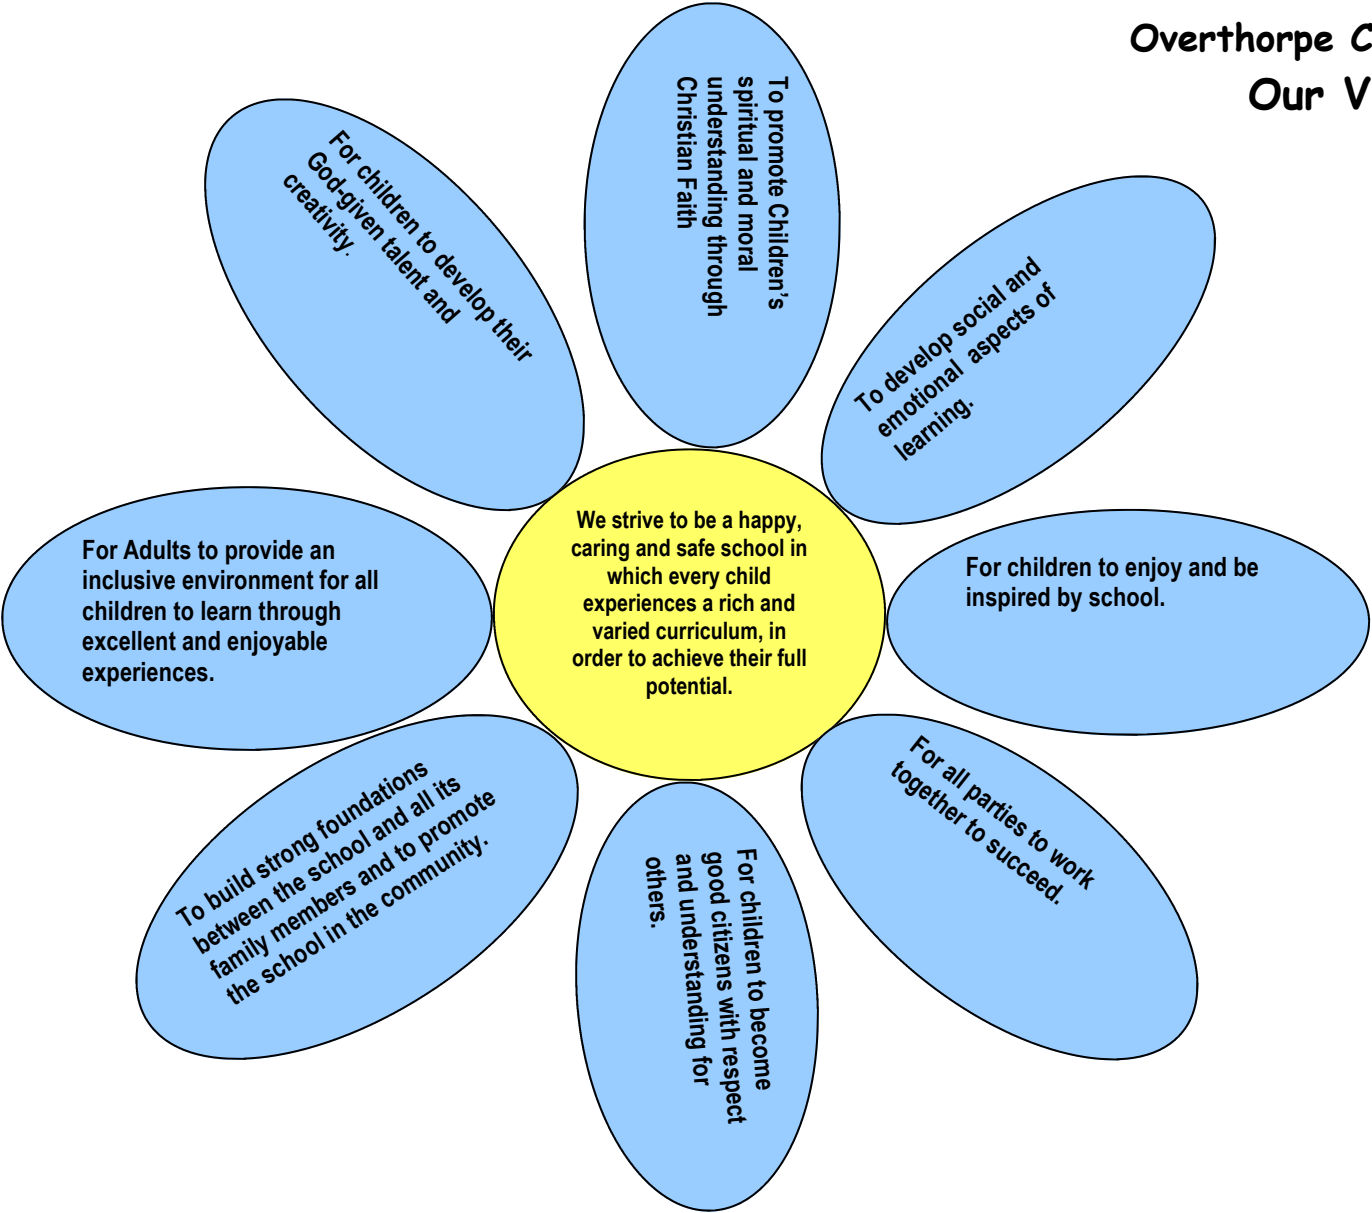 Overthorpe C
Our V
To promote Children's
spiritual and moral
understanding through
Christian Faith
To develop social and
emotional aspects of
learning.
For children to enjoy and be
inspired by school.
For all parties to work
together to succeed.
For children to become
good citizens with respect
and understanding for
others.
To build strong foundations
between the school and all its
family members and to promote
the school in the community.
For Adults to provide an
inclusive environment for all
children to learn through
excellent and enjoyable
experiences.
For children to develop their
God-given talent and
creativity.
We strive to be a happy,
caring and safe school in
which every child
experiences a rich and
varied curriculum, in
order to achieve their full
potential.